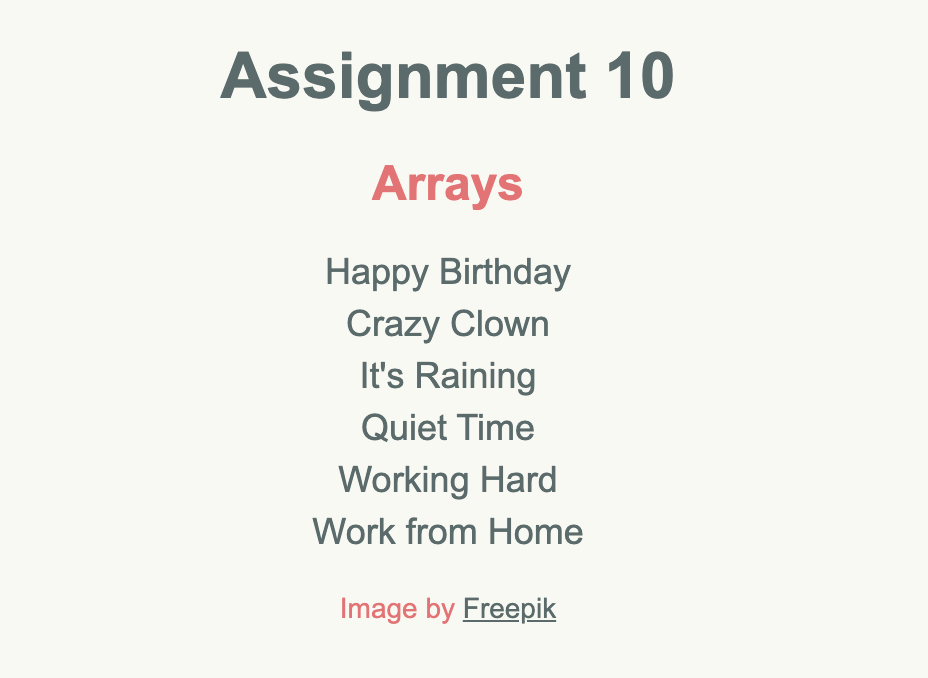 Assignment 10
Arrays
Happy Birthday
Crazy Clown
It's Raining
Quiet Time
Working Hard
Work from Home
Image by Freepik